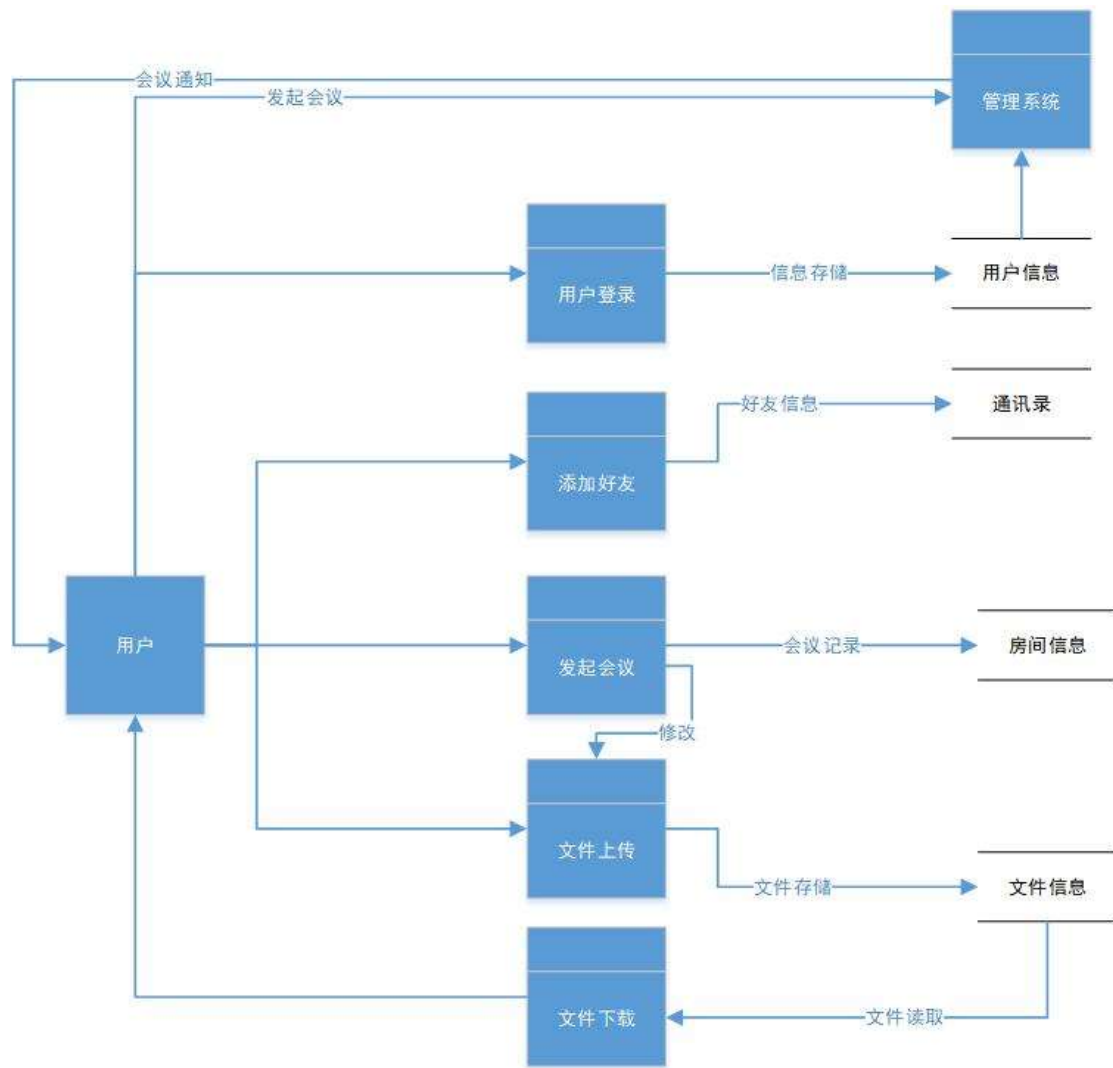 会议通知
发起会议
管理系统
用户登录
信息存储
用户信息
好友信息
通讯录
添加好友
用户
发起会议
会议记录
房间信息
修改
文件上传
文件存储
文件信息
文件下载
文件读取